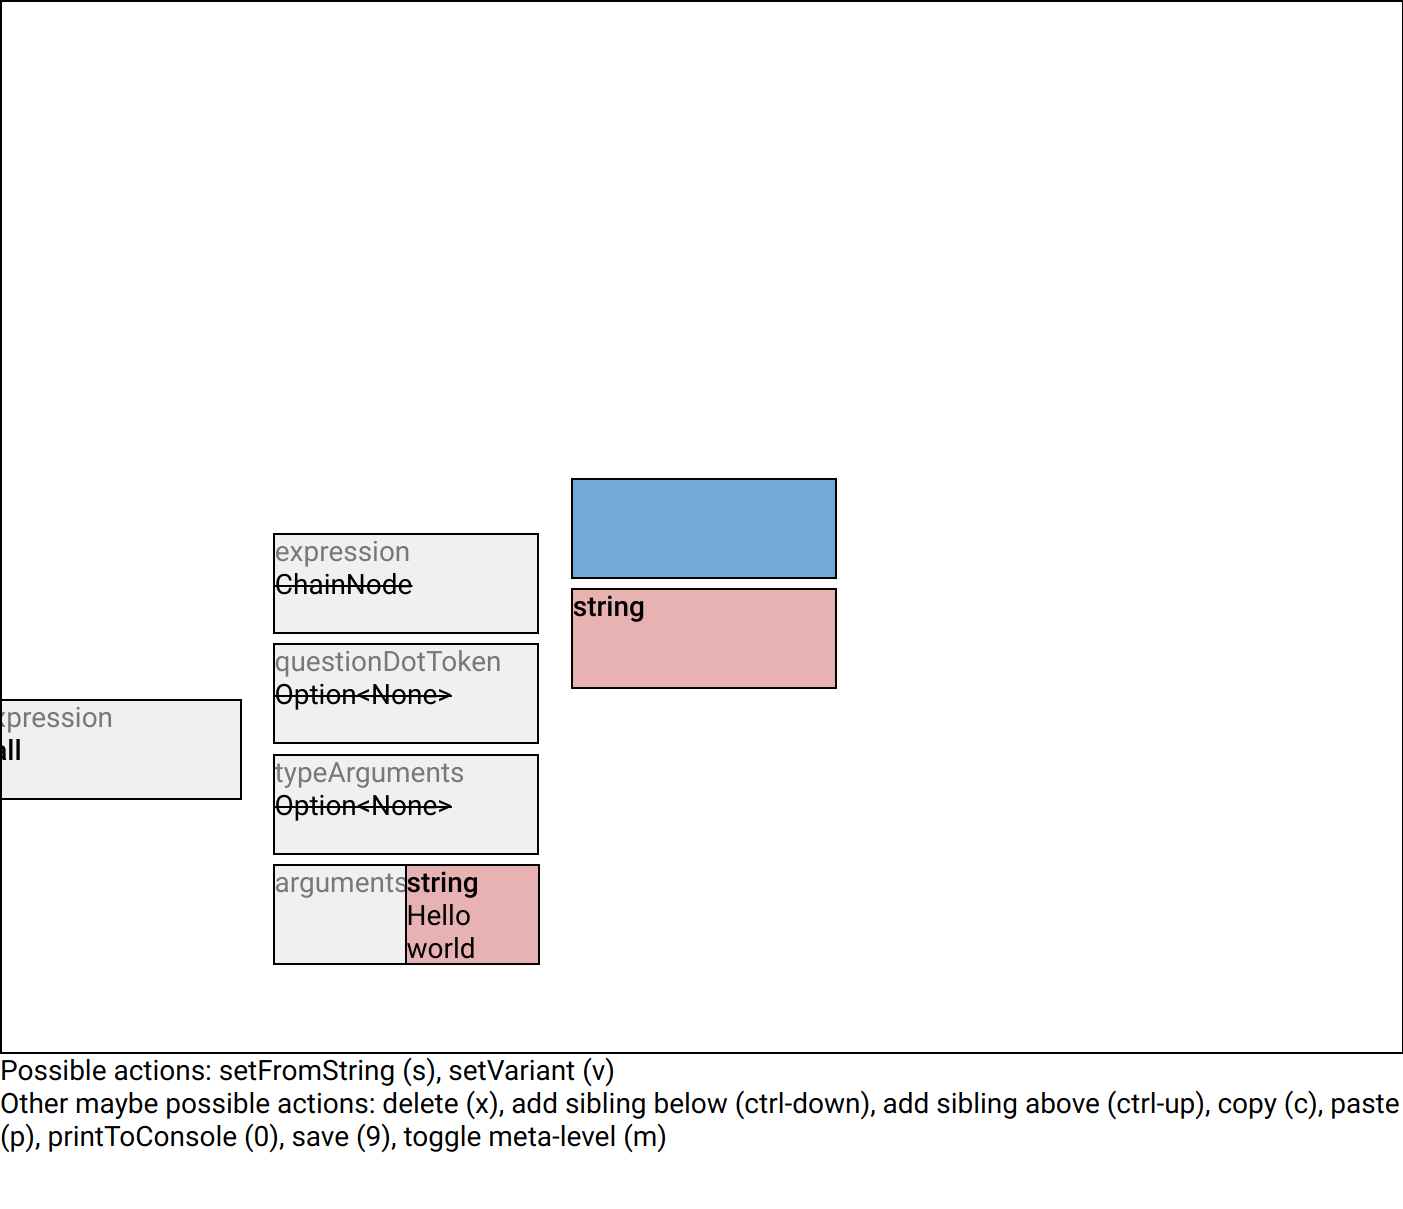 expression
ChainNode
string
questionDotToken
Option<None>
xpression
all
typeArguments
Option<None>
arguments
string
Hello
world
Possible actions: setFromString (s), setVariant (v)
Other maybe possible actions: delete (x), add sibling below (ctrl-down), add sibling above (ctrl-up), copy (c), paste
(p), printToConsole (0), save (9), toggle meta-level (m)